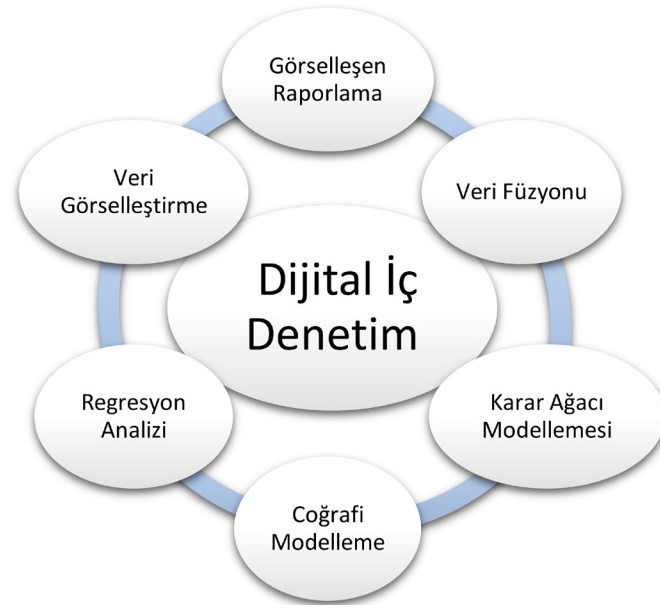 Görselleşen
Raporlama
Veri Füzyonu
Karar Ağacı
Modellemesi
Coğrafi
Modelleme
Regresyon
Analizi
Veri
Görselleştirme
Dijital İç
Denetim